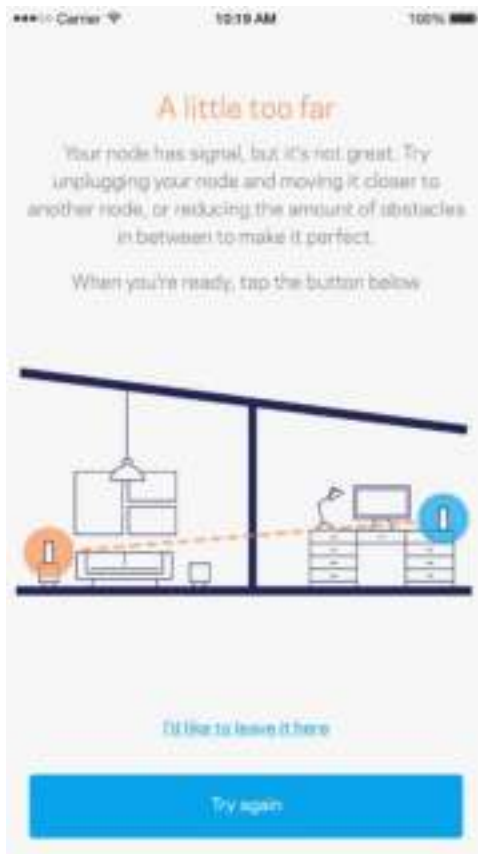 Carrier 10:19 AM 100%
A little too far
Your node has signal, but it's not great. Try
unplugging your node and moving it closer to
another node, or reducing the amount of obstacles
in between to make it perfect.
When you're ready, tap the button below
I'd like to leave it here
Try again